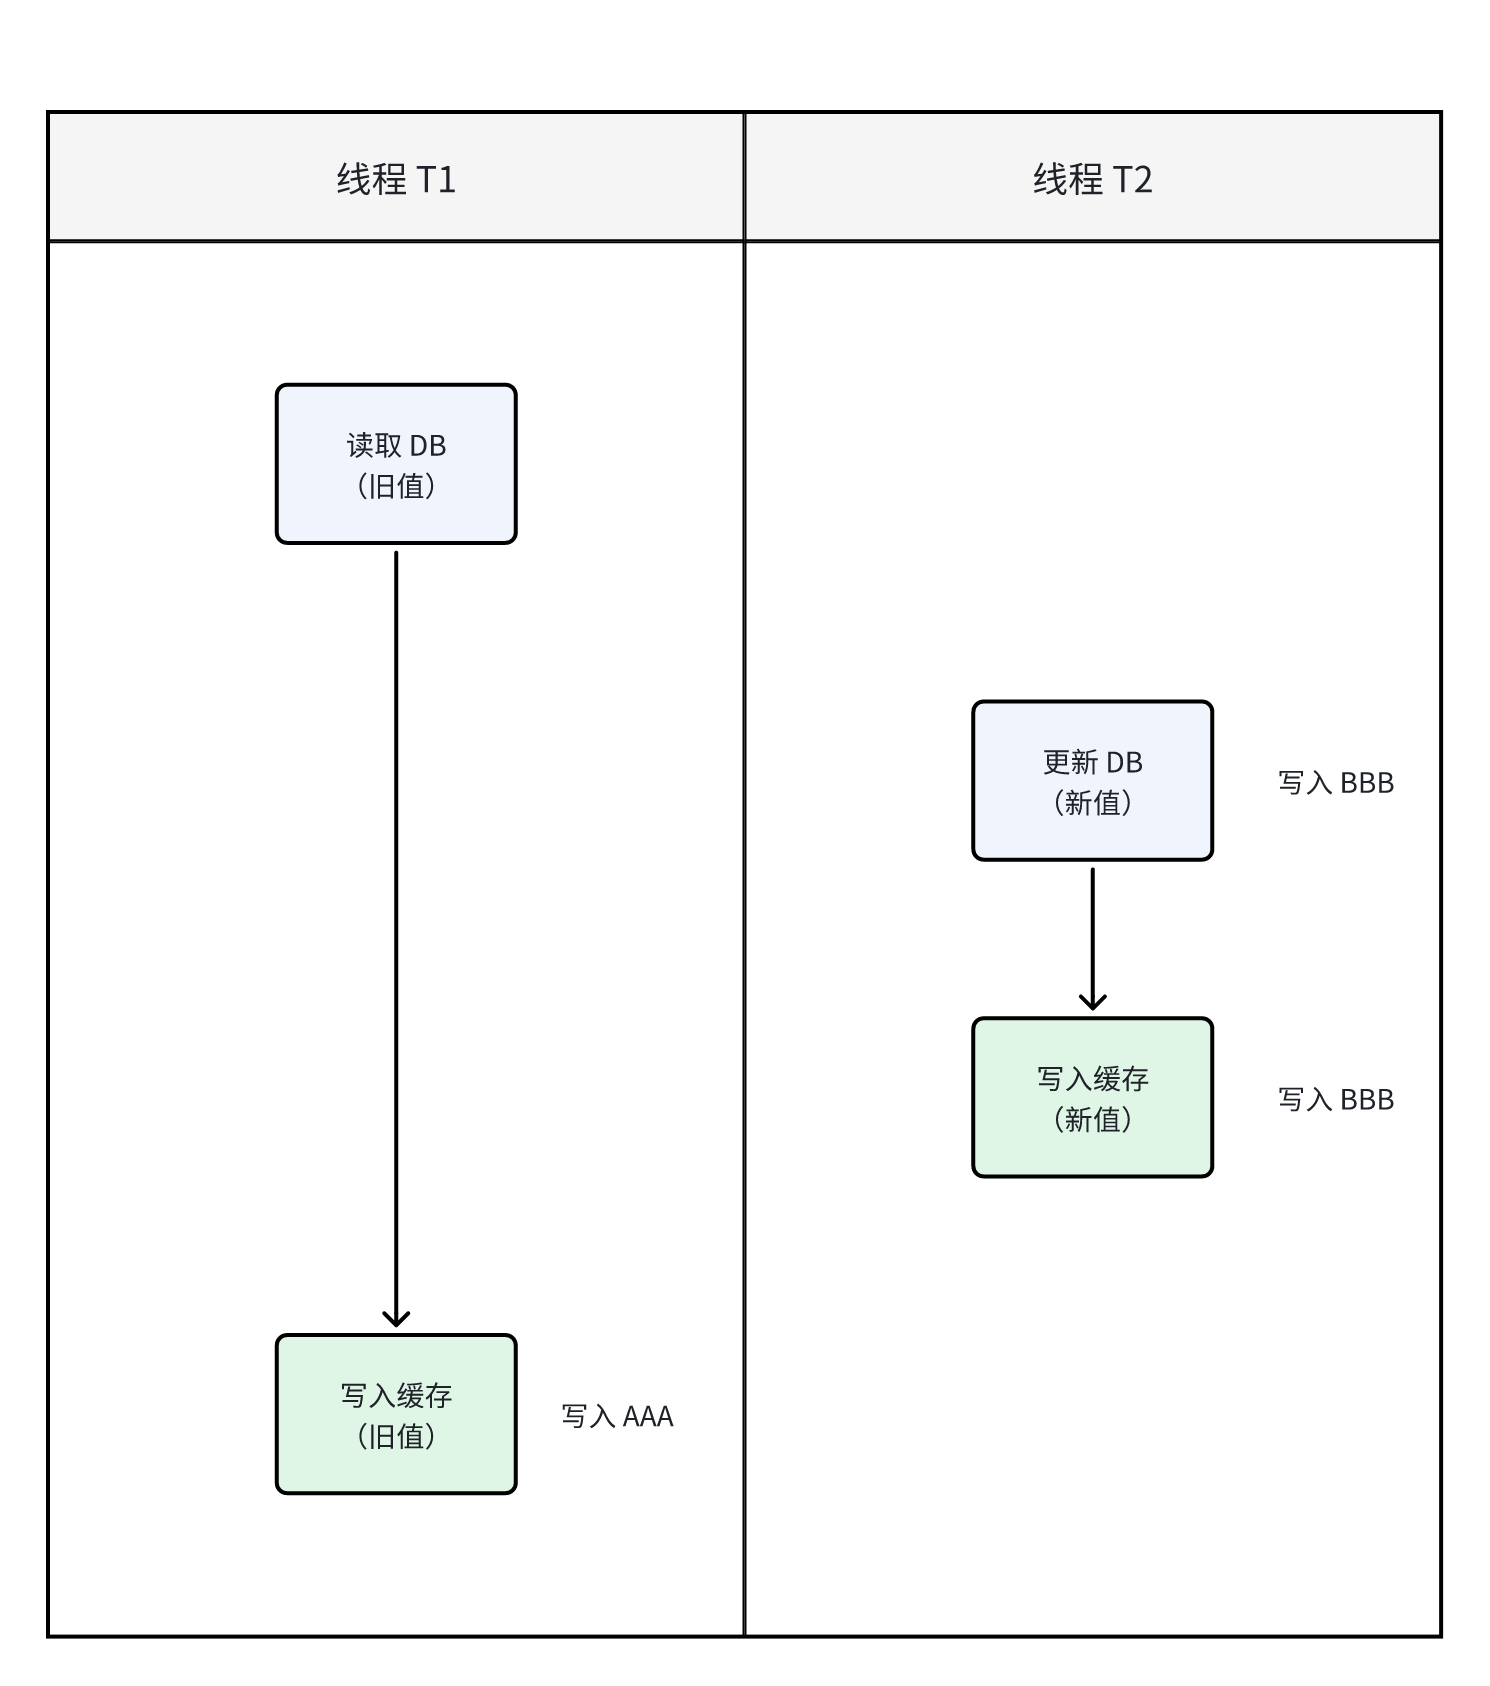 线程 T1
线程 T2
读取 DB
（旧值）
更新 DB
（新值）
写入 BBB
写入缓存
（新值）
写入 BBB
写入缓存
（旧值）
写入 AAA